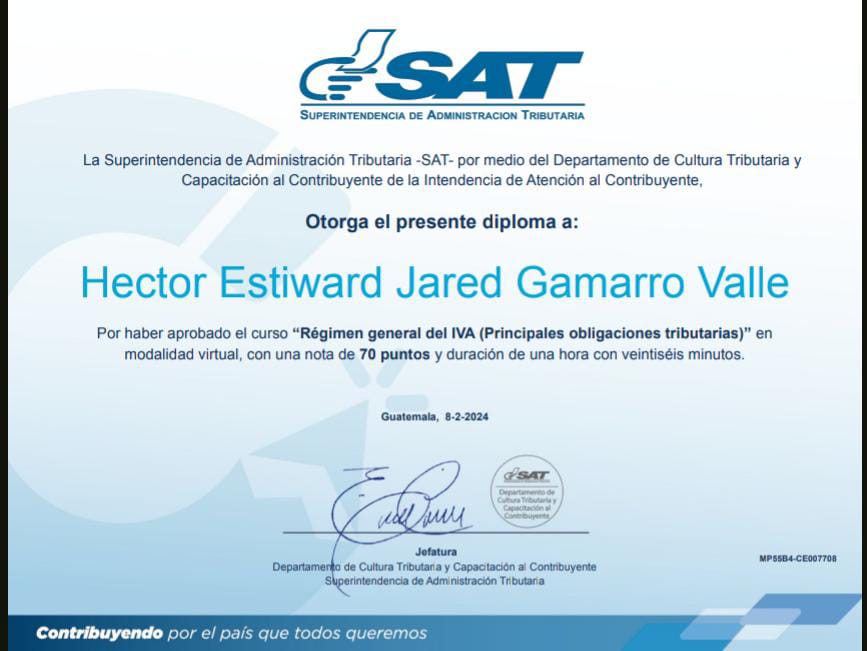 SAT
SUPERINTENDENCIA DE ADMINISTRACION TRIBUTARIA
La Superintendencia de Administración Tributaria -SAT- por medio del Departamento de Cultura Tributaria y
Capacitación al Contribuyente de la Intendencia de Atención al Contribuyente,
Otorga el presente diploma a:
Hector Estiward Jared Gamarro Valle
Por haber aprobado el curso “Régimen general del IVA (Principales obligaciones tributarias)” en
modalidad virtual, con una nota de 70 puntos y duración de una hora con veintiséis minutos.
Guatemala, 8-2-2024
SAT
Departamento de
Cultura Tributaria y
Capacitación al
Contribuyente
Jefatura
Departamento de Cultura Tributaria y Capacitación al Contribuyente
Superintendencia de Administración Tributaria
MP55B4-CE007708
Contribuyendo por el país que todos queremos